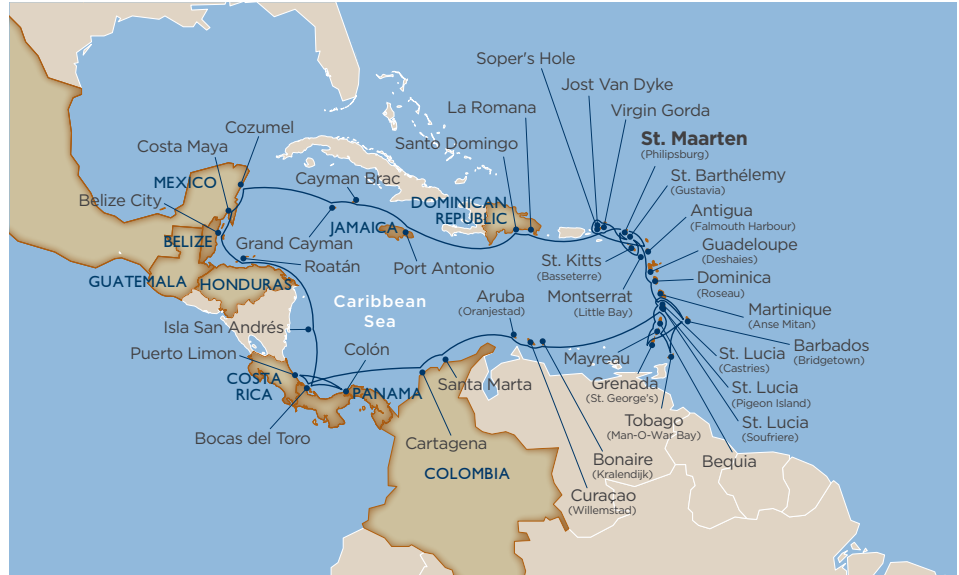 Soper's Hole
Jost Van Dyke
Virgin Gorda
La Romana
St. Maarten
(Philipsburg)
Cozumel
Costa Maya
Santo Domingo
St. Barthélemy
(Gustavia)
MEXICO
Cayman Brac
Belize City
DOMINICAN
REPUBLIC
Antigua
(Falmouth Harbour)
JAMAICA
BELIZE
Grand Cayman
Guadeloupe
(Deshaies)
St. Kitts
(Basseterre)
Roatán
Port Antonio
Dominica
(Roseau)
GUATEMALA
HONDURAS
Montserrat
(Little Bay)
Caribbean
Sea
Aruba
(Oranjestad)
Martinique
(Anse Mitan)
Isla San Andrés
Barbados
(Bridgetown)
Puerto Limon
Colón
Mayreau
St. Lucia
(Castries)
COSTA
RICA
PANAMA
Santa Marta
Grenada
(St. George's)
St. Lucia
(Pigeon Island)
Tobago
(Man-O-War Bay)
St. Lucia
(Soufriere)
Bocas del Toro
Cartagena
Bonaire
(Kralendijk)
Bequia
COLOMBIA
Curaçao
(Willemstad)